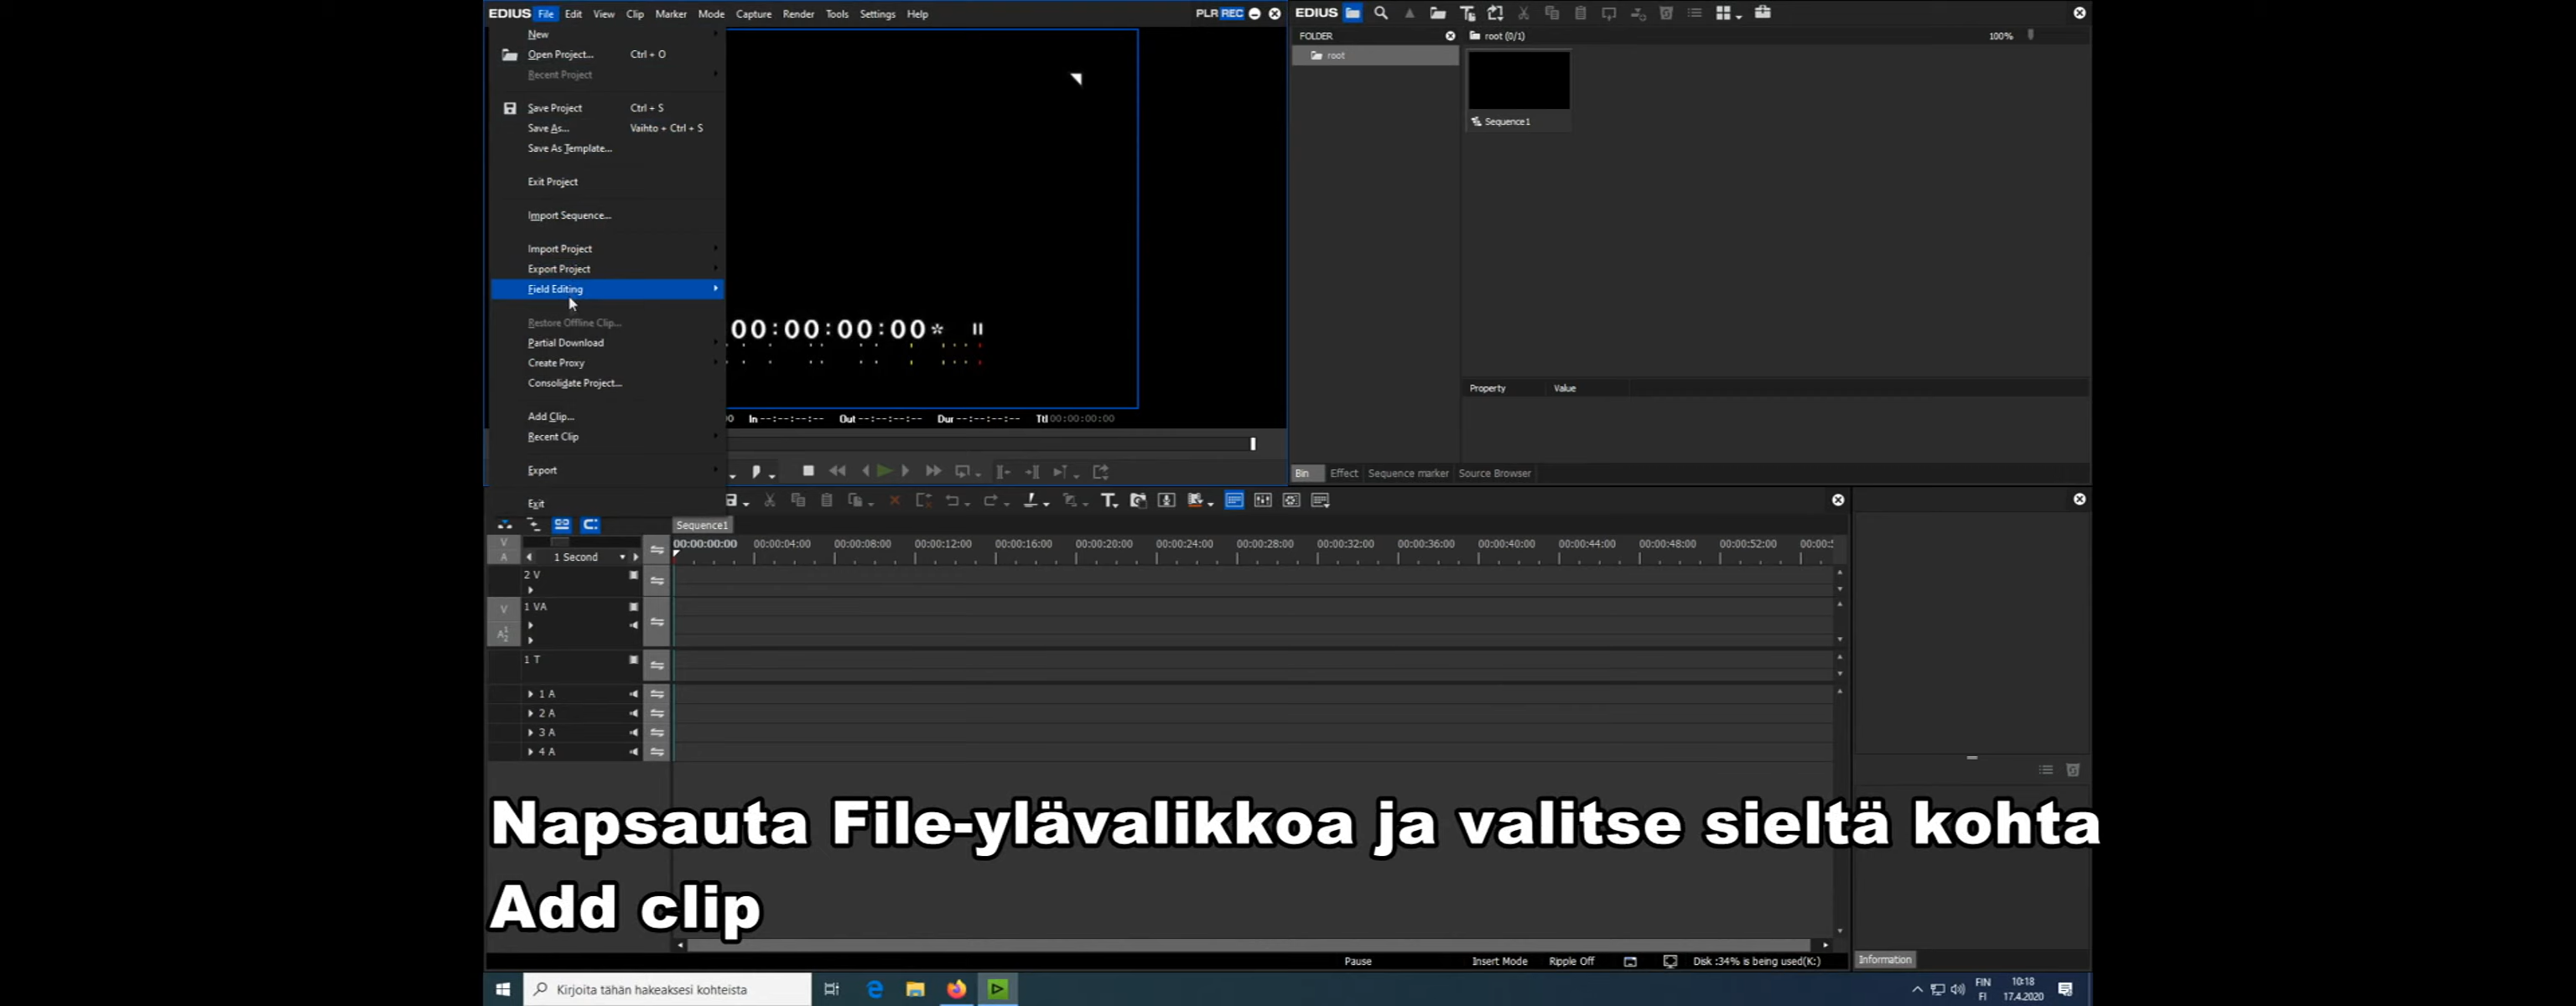 EDIUS File Edit View Clip Marker Mode Capture Render Tools Settings Help
PLR REC
New
Open Project... Ctrl + O
Recent Project
Save Project Ctrl + S
Save As... Vaihto + Ctrl + S
Save As Template...
Exit Project
Import Sequence...
Import Project
Export Project
Field Editing
Restore Offline Clip...
Partial Download
Create Proxy
Consolidate Project...
Add Clip...
Recent Clip
Export
Exit
00:00:00:00*
In --:--:--:-- Out --:--:--:-- Dur --:--:--:-- Ttl 00:00:00:00
EDIUS
FOLDER
root
root (0/1) 100%
Sequence1
Property Value
Bin Effect Sequence marker Source Browser
Sequence1
V
A
1 Second
00:00:00:00 00:00:04:00 00:00:08:00 00:00:12:00 00:00:16:00 00:00:20:00 00:00:24:00 00:00:28:00 00:00:32:00 00:00:36:00 00:00:40:00 00:00:44:00 00:00:48:00 00:00:52:00
2 V
V 1 VA
1 T
1 A
2 A
3 A
4 A
Napsauta File-ylävalikkoa ja valitse sieltä kohta
Add clip
Pause Insert Mode Ripple Off Disk :34% is being used(K:)
Information
Kirjoita tähän hakeaksesi kohteista
FIN
FI
10:18
17.4.2020